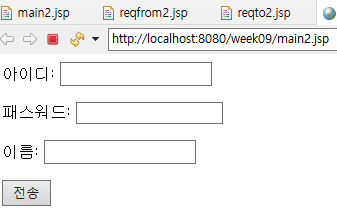 main2.jsp reqfrom2.jsp reqto2.jsp
http://localhost:8080/week09/main2.jsp
아이디:
패스워드:
이름:
전송